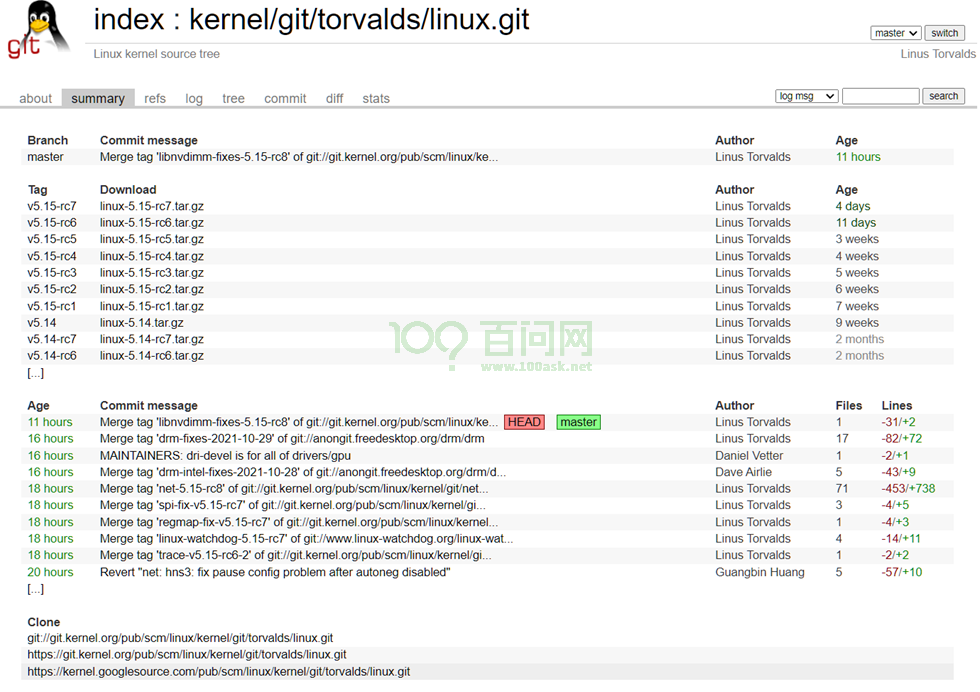 git
index : kernel/git/torvalds/linux.git
master switch
Linux kernel source tree Linus Torvalds
about summary refs log tree commit diff stats log msg search
Branch Commit message Author Age
master Merge tag 'libnvdimm-fixes-5.15-rc8' of git://git.kernel.org/pub/scm/linux/ke... Linus Torvalds 11 hours
Tag Download Author Age
v5.15-rc7 linux-5.15-rc7.tar.gz Linus Torvalds 4 days
v5.15-rc6 linux-5.15-rc6.tar.gz Linus Torvalds 11 days
v5.15-rc5 linux-5.15-rc5.tar.gz Linus Torvalds 3 weeks
v5.15-rc4 linux-5.15-rc4.tar.gz Linus Torvalds 4 weeks
v5.15-rc3 linux-5.15-rc3.tar.gz Linus Torvalds 5 weeks
v5.15-rc2 linux-5.15-rc2.tar.gz Linus Torvalds 6 weeks
v5.15-rc1 linux-5.15-rc1.tar.gz Linus Torvalds 7 weeks
v5.14 linux-5.14.tar.gz Linus Torvalds 9 weeks
v5.14-rc7 linux-5.14-rc7.tar.gz Linus Torvalds 2 months
v5.14-rc6 linux-5.14-rc6.tar.gz Linus Torvalds 2 months
[...]
100? 百问网
www.100ask.net
Age Commit message Author Files Lines
11 hours Merge tag 'libnvdimm-fixes-5.15-rc8' of git://git.kernel.org/pub/scm/linux/ke... HEAD master Linus Torvalds 1 -31/+2
16 hours Merge tag 'drm-fixes-2021-10-29' of git://anongit.freedesktop.org/drm/drm Linus Torvalds 17 -82/+72
16 hours MAINTAINERS: dri-devel is for all of drivers/gpu Daniel Vetter 1 -2/+1
16 hours Merge tag 'drm-intel-fixes-2021-10-28' of git://anongit.freedesktop.org/drm/d... Dave Airlie 5 -43/+9
18 hours Merge tag 'net-5.15-rc8' of git://git.kernel.org/pub/scm/linux/kernel/git/net... Linus Torvalds 71 -453/+738
18 hours Merge tag 'spi-fix-v5.15-rc7' of git://git.kernel.org/pub/scm/linux/kernel/gi... Linus Torvalds 3 -4/+5
18 hours Merge tag 'regmap-fix-v5.15-rc7' of git://git.kernel.org/pub/scm/linux/kernel... Linus Torvalds 1 -4/+3
18 hours Merge tag 'linux-watchdog-5.15-rc7' of git://www.linux-watchdog.org/linux-wat... Linus Torvalds 4 -14/+11
18 hours Merge tag 'trace-v5.15-rc6-2' of git://git.kernel.org/pub/scm/linux/kernel/gi... Linus Torvalds 1 -2/+2
20 hours Revert "net: hns3: fix pause config problem after autoneg disabled" Guangbin Huang 5 -57/+10
[...]
Clone
git://git.kernel.org/pub/scm/linux/kernel/git/torvalds/linux.git
https://git.kernel.org/pub/scm/linux/kernel/git/torvalds/linux.git
https://kernel.googlesource.com/pub/scm/linux/kernel/git/torvalds/linux.git